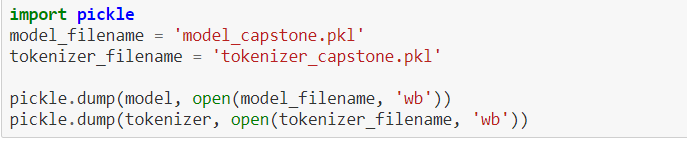 import pickle
model_filename = 'model_capstone.pkl'
tokenizer_filename = 'tokenizer_capstone.pkl'
pickle.dump(model, open(model_filename, 'wb'))
pickle.dump(tokenizer, open(tokenizer_filename, 'wb'))